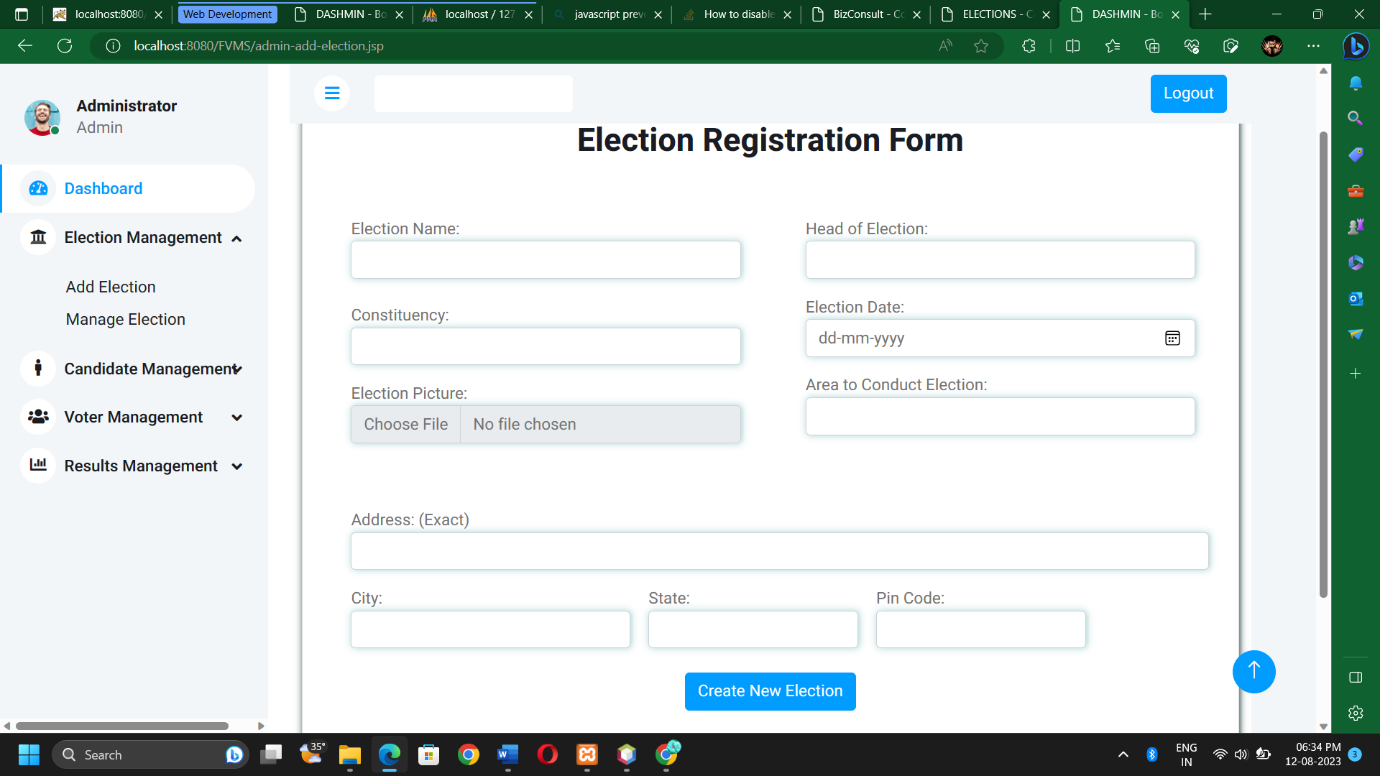 localhost:8080/
Web Development
DASHMIN - Bo
localhost / 127
javascript prev
How to disable
BizConsult - Co
ELECTIONS - C
DASHMIN - Bo
localhost:8080/FVMS/admin-add-election.jsp
Administrator
Admin
Logout
Election Registration Form
Dashboard
Election Management
Add Election
Manage Election
Candidate Management
Voter Management
Results Management
Election Name:
Head of Election:
Constituency:
Election Date:
dd-mm-yyyy
Election Picture:
Choose File No file chosen
Area to Conduct Election:
Address: (Exact)
City:
State:
Pin Code:
Create New Election
Search
35°
ENG
IN
06:34 PM
12-08-2023
3